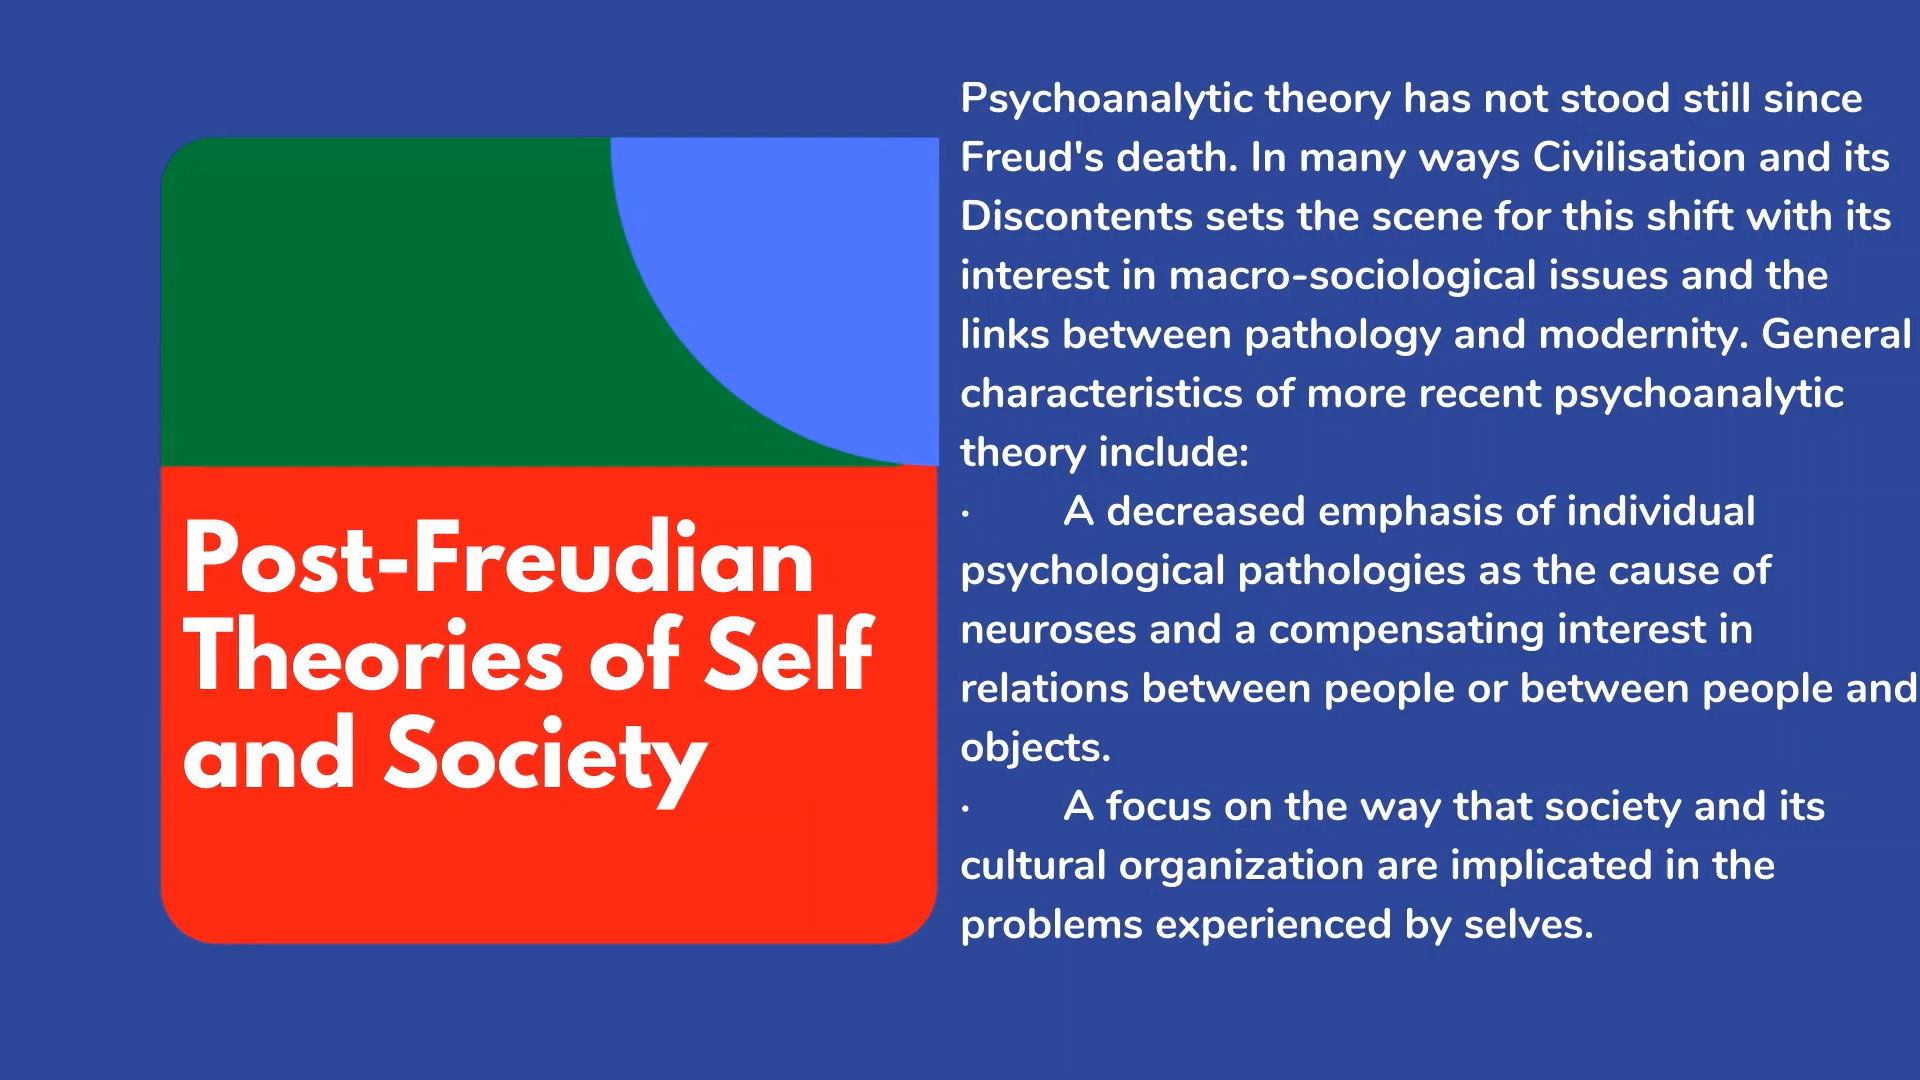 Post-Freudian
Theories of Self
and Society
Psychoanalytic theory has not stood still since
Freud's death. In many ways Civilisation and its
Discontents sets the scene for this shift with its
interest in macro-sociological issues and the
links between pathology and modernity. General
characteristics of more recent psychoanalytic
theory include:
· A decreased emphasis of individual
psychological pathologies as the cause of
neuroses and a compensating interest in
relations between people or between people and
objects.
· A focus on the way that society and its
cultural organization are implicated in the
problems experienced by selves.